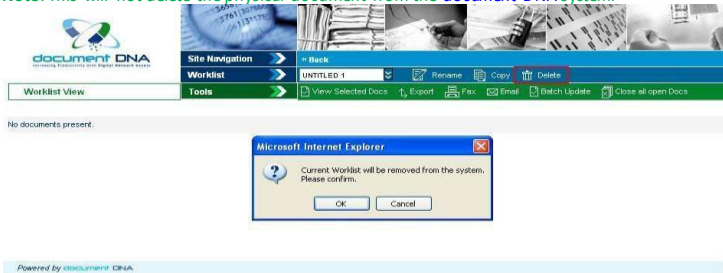 Note: This will not delete the physical document from the document DNA system.
document DNA
Increasing Productivity with Digital Network Access
Site Navigation
« Back
Worklist
UNTITLED 1
Rename
Copy
Delete
Worklist View
Tools
View Selected Docs
Export
Fax
Email
Batch Update
Close all open Docs
No documents present.
Microsoft Internet Explorer
Current Worklist will be removed from the system.
Please confirm.
OK
Cancel
Powered by document DNA